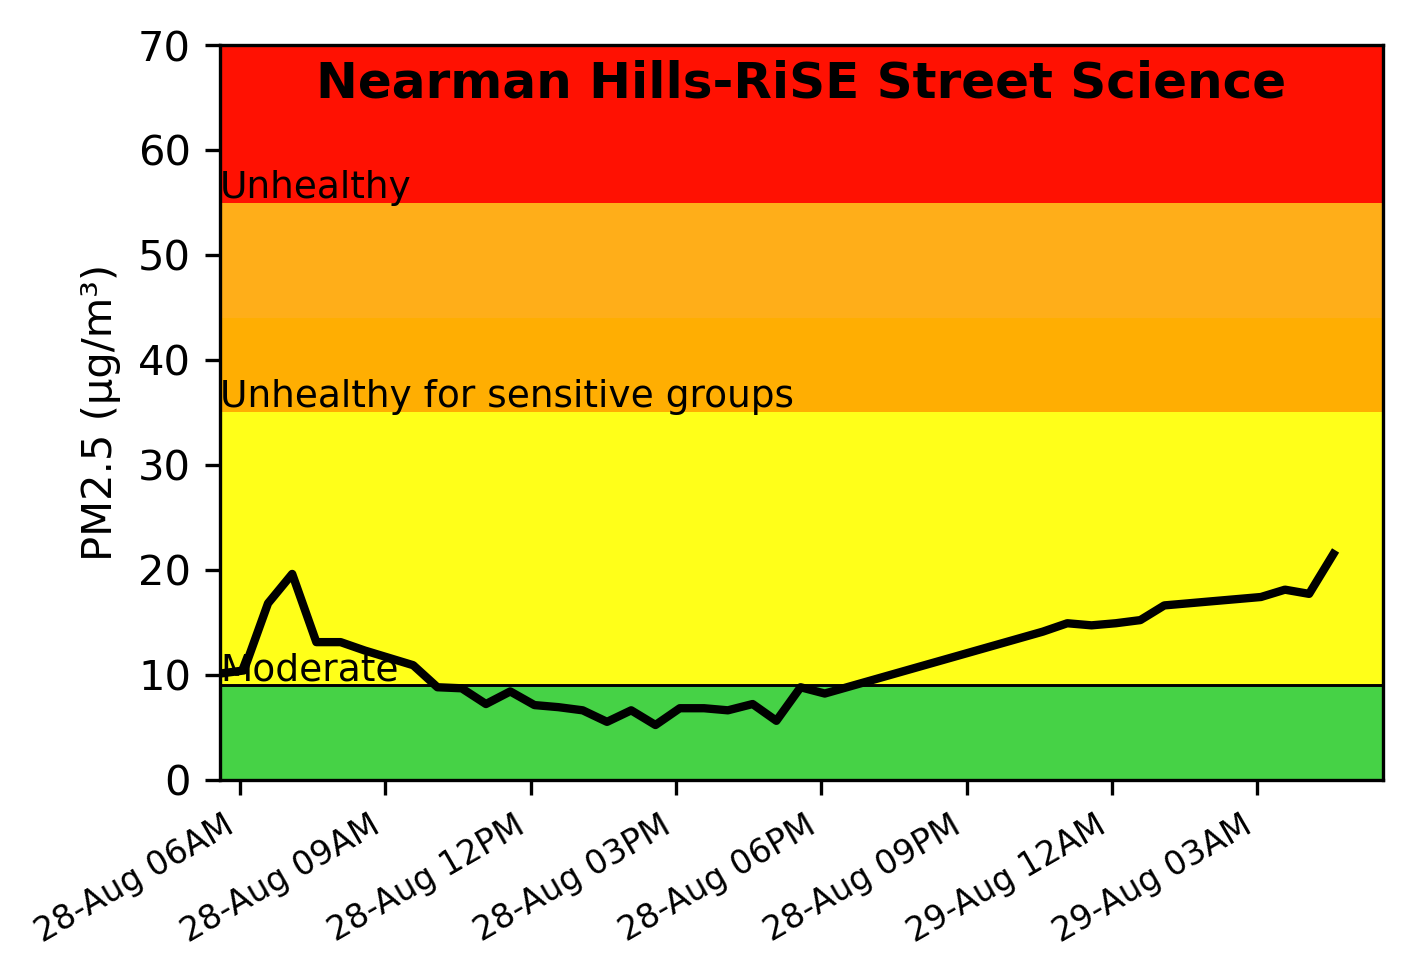 Nearman Hills-RiSE Street Science
70
60
50
40
30
20
10
0
PM2.5 (µg/m³)
Unhealthy
Unhealthy for sensitive groups
Moderate
28-Aug 06AM
28-Aug 09AM
28-Aug 12PM
28-Aug 03PM
28-Aug 06PM
28-Aug 09PM
29-Aug 12AM
29-Aug 03AM